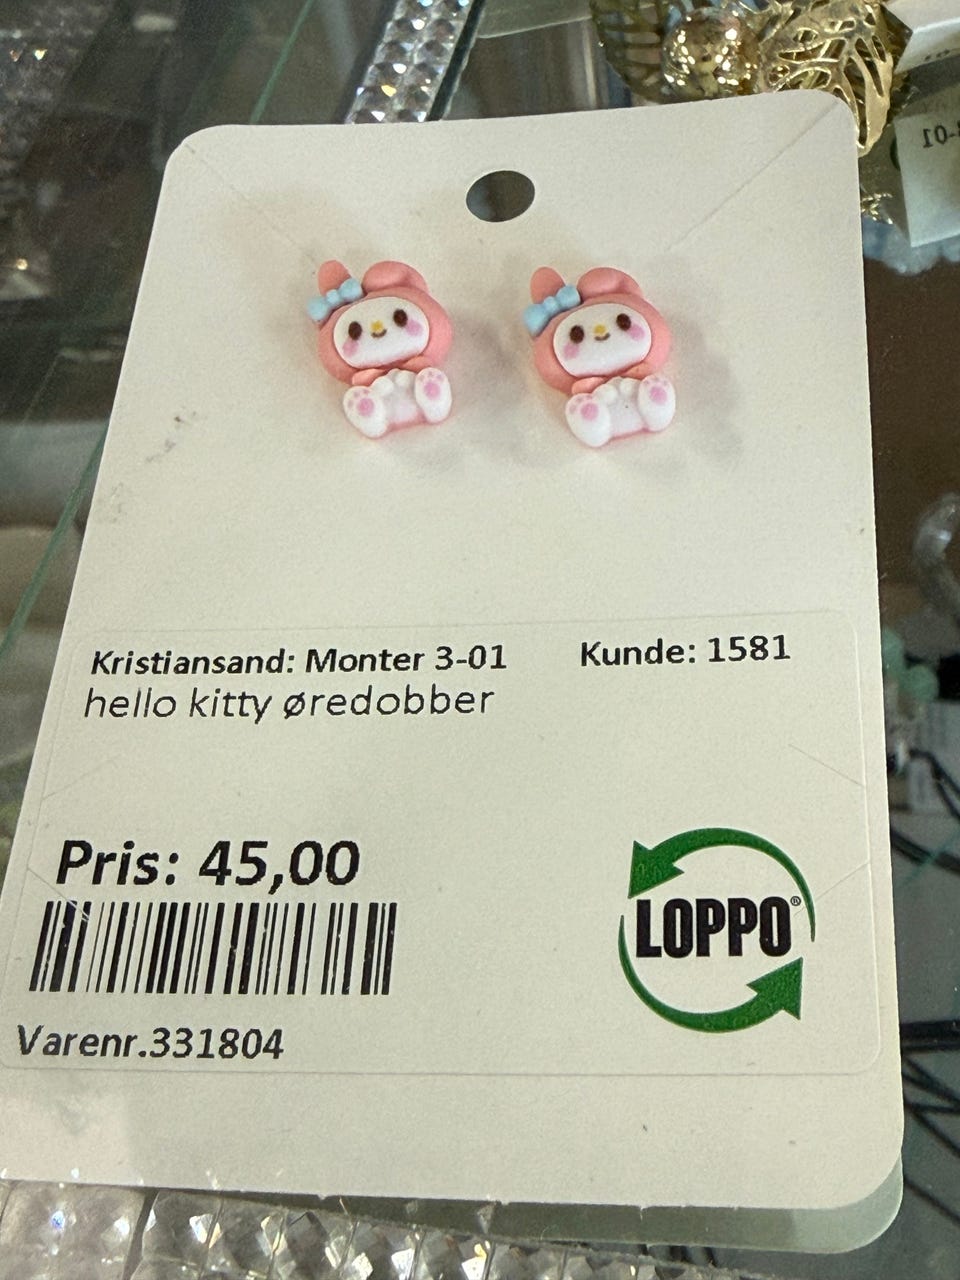 Kristiansand: Monter 3-01 Kunde: 1581
hello kitty øredobber
Pris: 45,00
LOPPO®
Varenr.331804